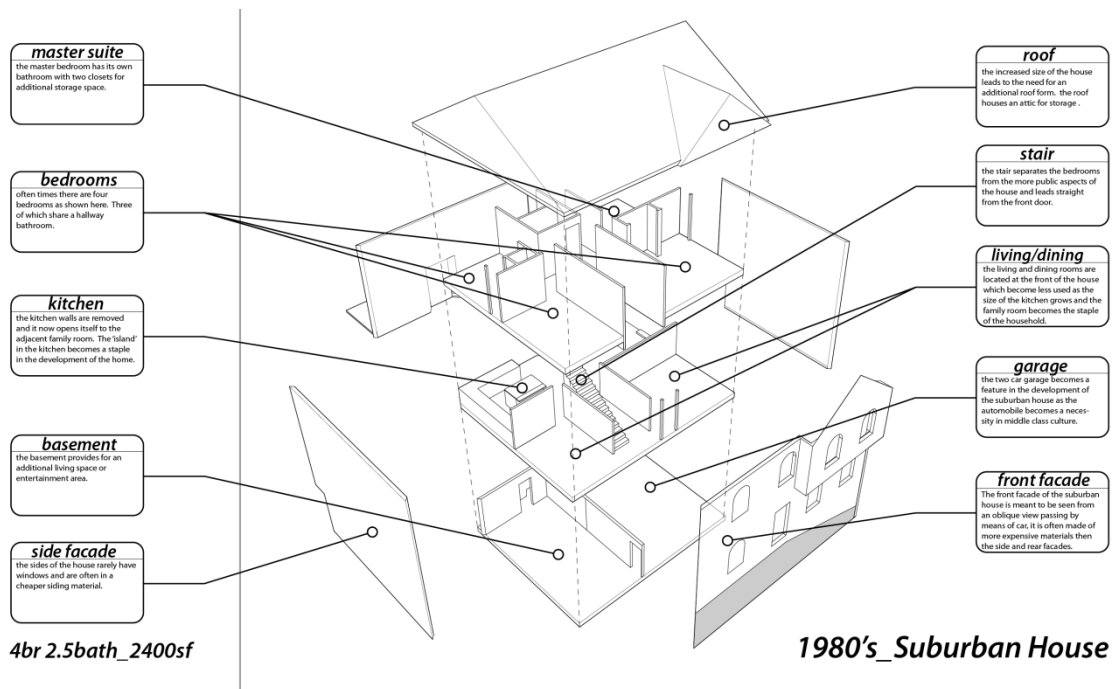 master suite
the master bedroom has its own
bathroom with two closets for
additional storage space.
bedrooms
often times there are four
bedrooms as shown here. Three
of which share a hallway
bathroom.
kitchen
the kitchen walls are removed
and it now opens itself to the
adjacent family room. The 'island'
in the kitchen becomes a staple
in the development of the home.
basement
the basement provides for an
additional living space or
entertainment area.
side facade
the sides of the house rarely have
windows and are often in a
cheaper siding material.
4br 2.5bath_2400sf
roof
the increased size of the house
leads to the need for an
additional roof form. the roof
houses an attic for storage .
stair
the stair separates the bedrooms
from the more public aspects of
the house and leads straight
from the front door.
living/dining
the living and dining rooms are
located at the front of the house
which become less used as the
size of the kitchen grows and the
family room becomes the staple
of the household.
garage
the two car garage becomes a
feature in the development of
the suburban house as the
automobile becomes a neces-
sity in middle class culture.
front facade
The front facade of the suburban
house is meant to be seen from
an oblique view passing by
means of car, it is often made of
more expensive materials then
the side and rear facades.
1980's_Suburban House